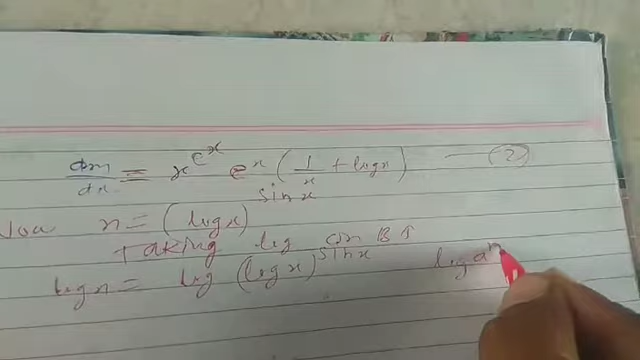 dm/dx = x^e^x e^x (1/x + log x) — (2)
Now n = (log x)^sin x
Taking log on B↑
log n = log (log x)^sin x log a^n